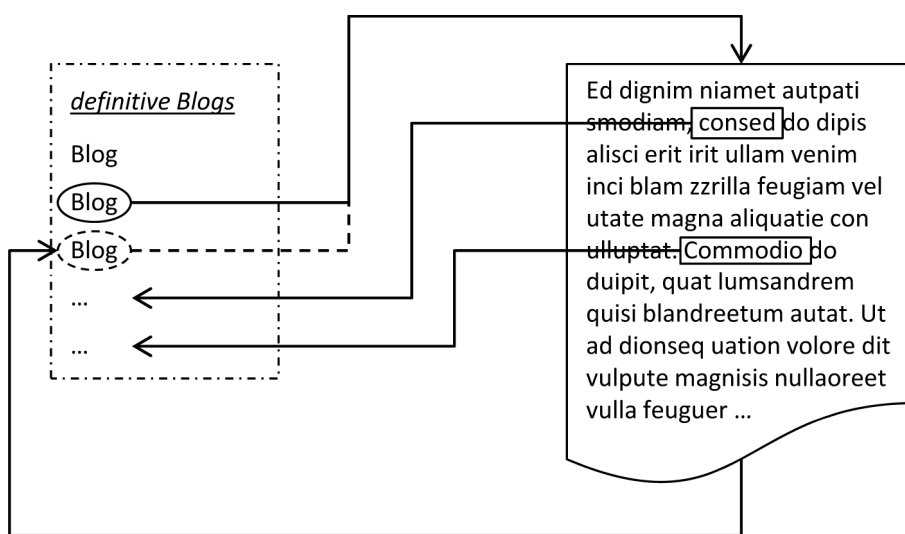 definitive Blogs
Blog
Blog
Blog
...
...
Ed dignim niamet autpati
smodiam, consed do dipis
alisci erit irit ullam venim
inci blam zzrilla feugiam vel
utate magna aliquatie con
ulluptat. Commodio do
duipit, quat lumsandrem
quisi blandreetum autat. Ut
ad dionseq uation volore dit
vulpute magnisis nullaoreet
vulla feuguer ...